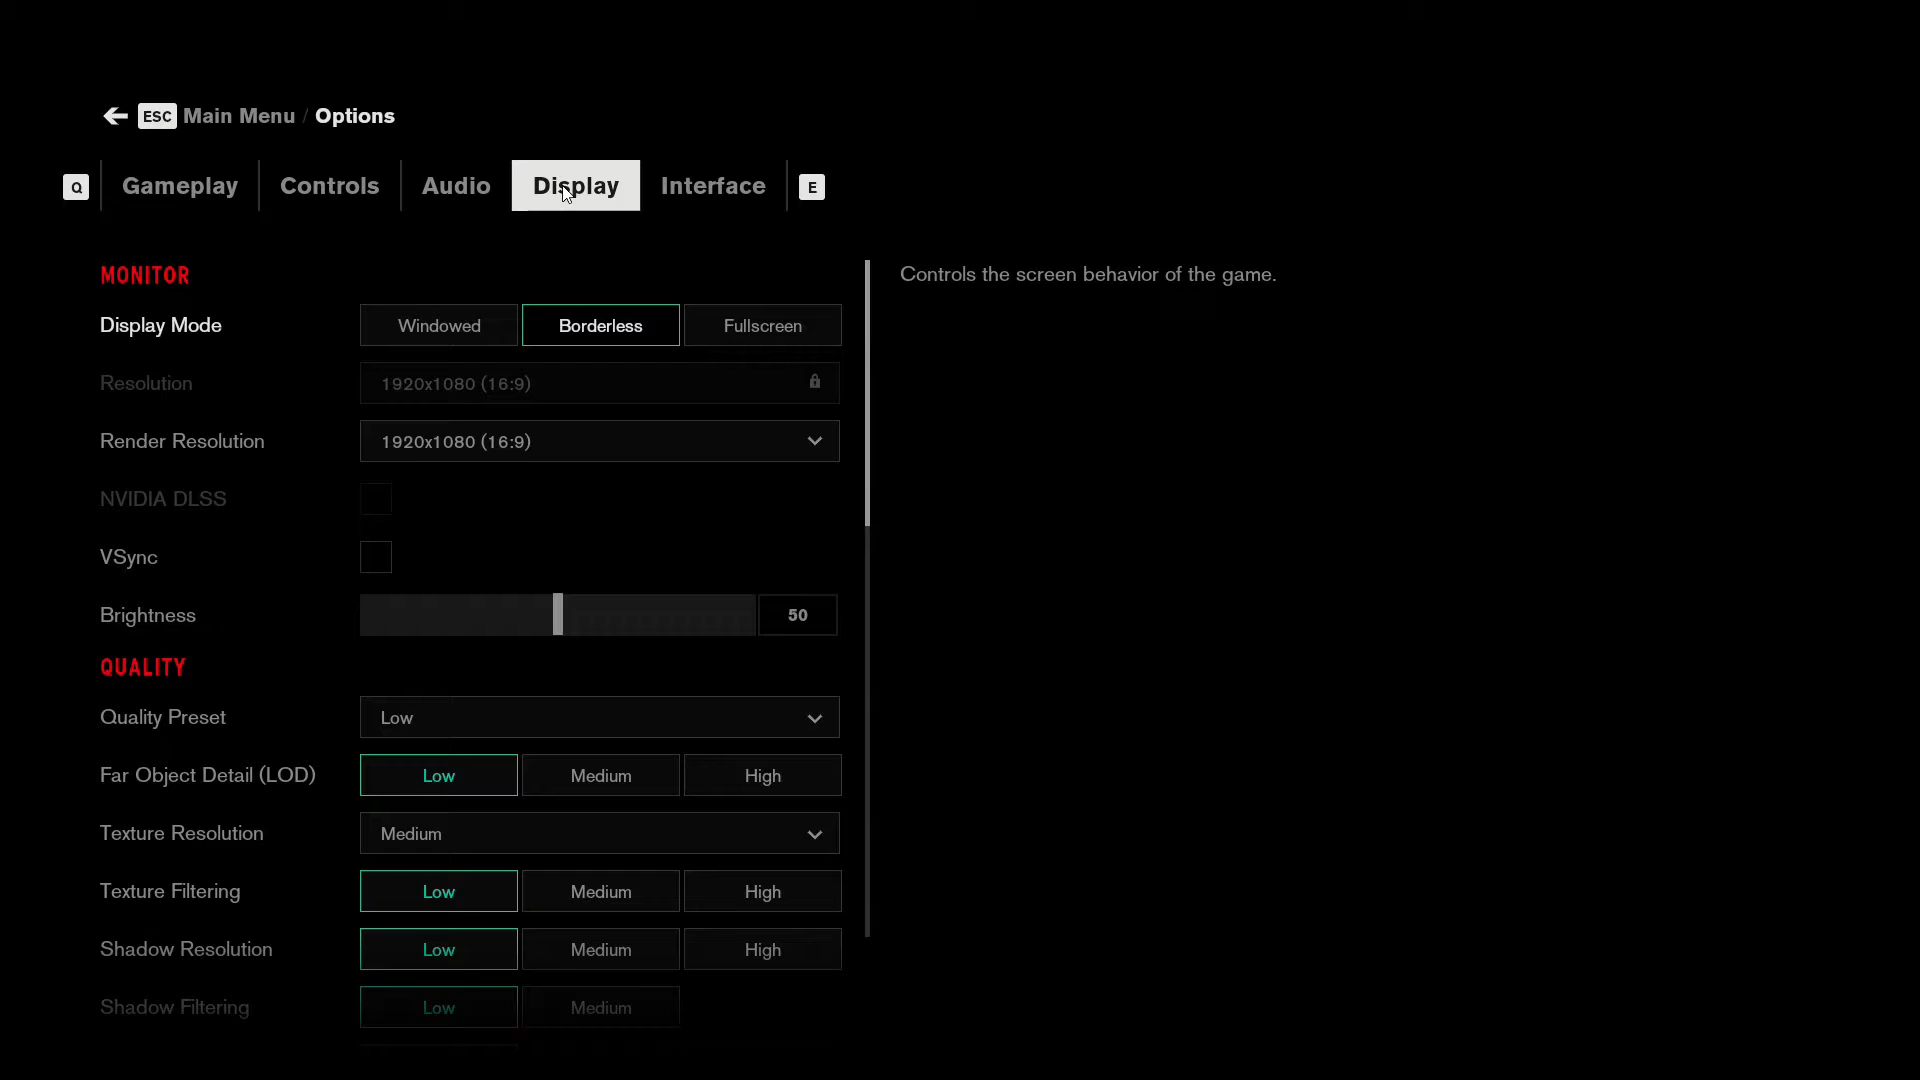 ESC Main Menu / Options
Q Gameplay Controls Audio Display Interface E
MONITOR
Controls the screen behavior of the game.
Display Mode Windowed Borderless Fullscreen
Resolution 1920x1080 (16:9)
Render Resolution 1920x1080 (16:9)
NVIDIA DLSS
VSync
Brightness 50
QUALITY
Quality Preset Low
Far Object Detail (LOD) Low Medium High
Texture Resolution Medium
Texture Filtering Low Medium High
Shadow Resolution Low Medium High
Shadow Filtering Low Medium